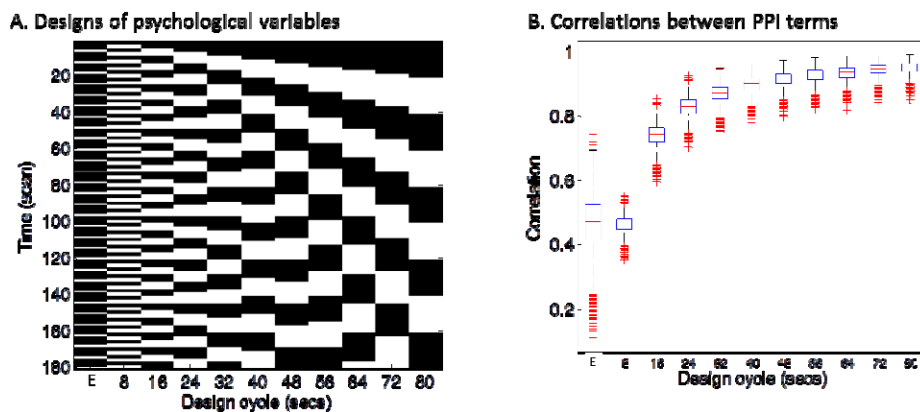 A. Designs of psychological variables
Time (scan)
20
40
60
80
100
120
140
160
180
E 8 16 24 32 40 48 56 64 72 80
Design cycle (secs)
B. Correlations between PPI terms
Correlation
1
0.8
0.6
0.4
0.2
E 8 16 24 32 40 48 56 64 72 80
Design cycle (secs)